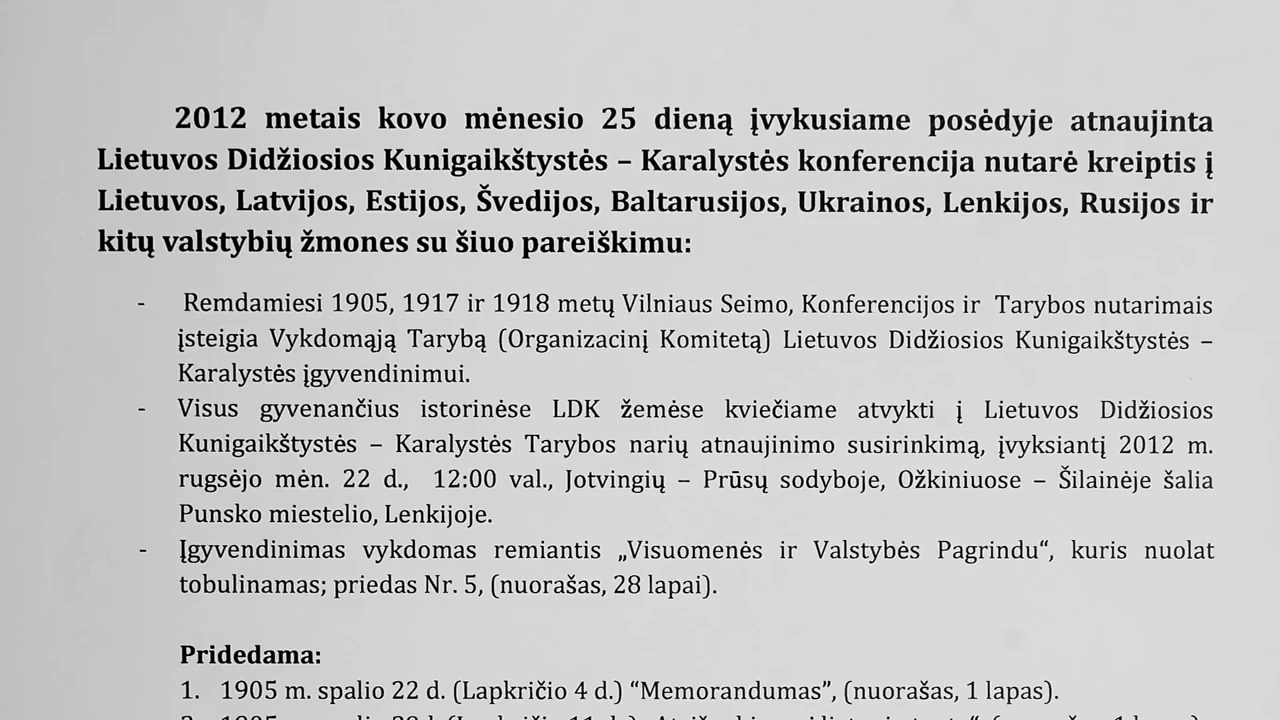 2012 metais kovo mėnesio 25 dieną įvykusiame posėdyje atnaujinta
Lietuvos Didžiosios Kunigaikštystės – Karalystės konferencija nutarė kreiptis į
Lietuvos, Latvijos, Estijos, Švedijos, Baltarusijos, Ukrainos, Lenkijos, Rusijos ir
kitų valstybių žmones su šiuo pareiškimu:
- Remdamiesi 1905, 1917 ir 1918 metų Vilniaus Seimo, Konferencijos ir Tarybos nutarimais
įsteigia Vykdomąją Tarybą (Organizacinį Komitetą) Lietuvos Didžiosios Kunigaikštystės –
Karalystės įgyvendinimui.
- Visus gyvenančius istorinėse LDK žemėse kviečiame atvykti į Lietuvos Didžiosios
Kunigaikštystės – Karalystės Tarybos narių atnaujinimo susirinkimą, įvyksiantį 2012 m.
rugsėjo mėn. 22 d., 12:00 val., Jotvingių – Prūsų sodyboje, Ožkiniuose – Šilainėje šalia
Punsko miestelio, Lenkijoje.
- Įgyvendinimas vykdomas remiantis „Visuomenės ir Valstybės Pagrindu“, kuris nuolat
tobulinamas; priedas Nr. 5, (nuorašas, 28 lapai).
Pridedama:
1. 1905 m. spalio 22 d. (Lapkričio 4 d.) “Memorandumas”, (nuorašas, 1 lapas).